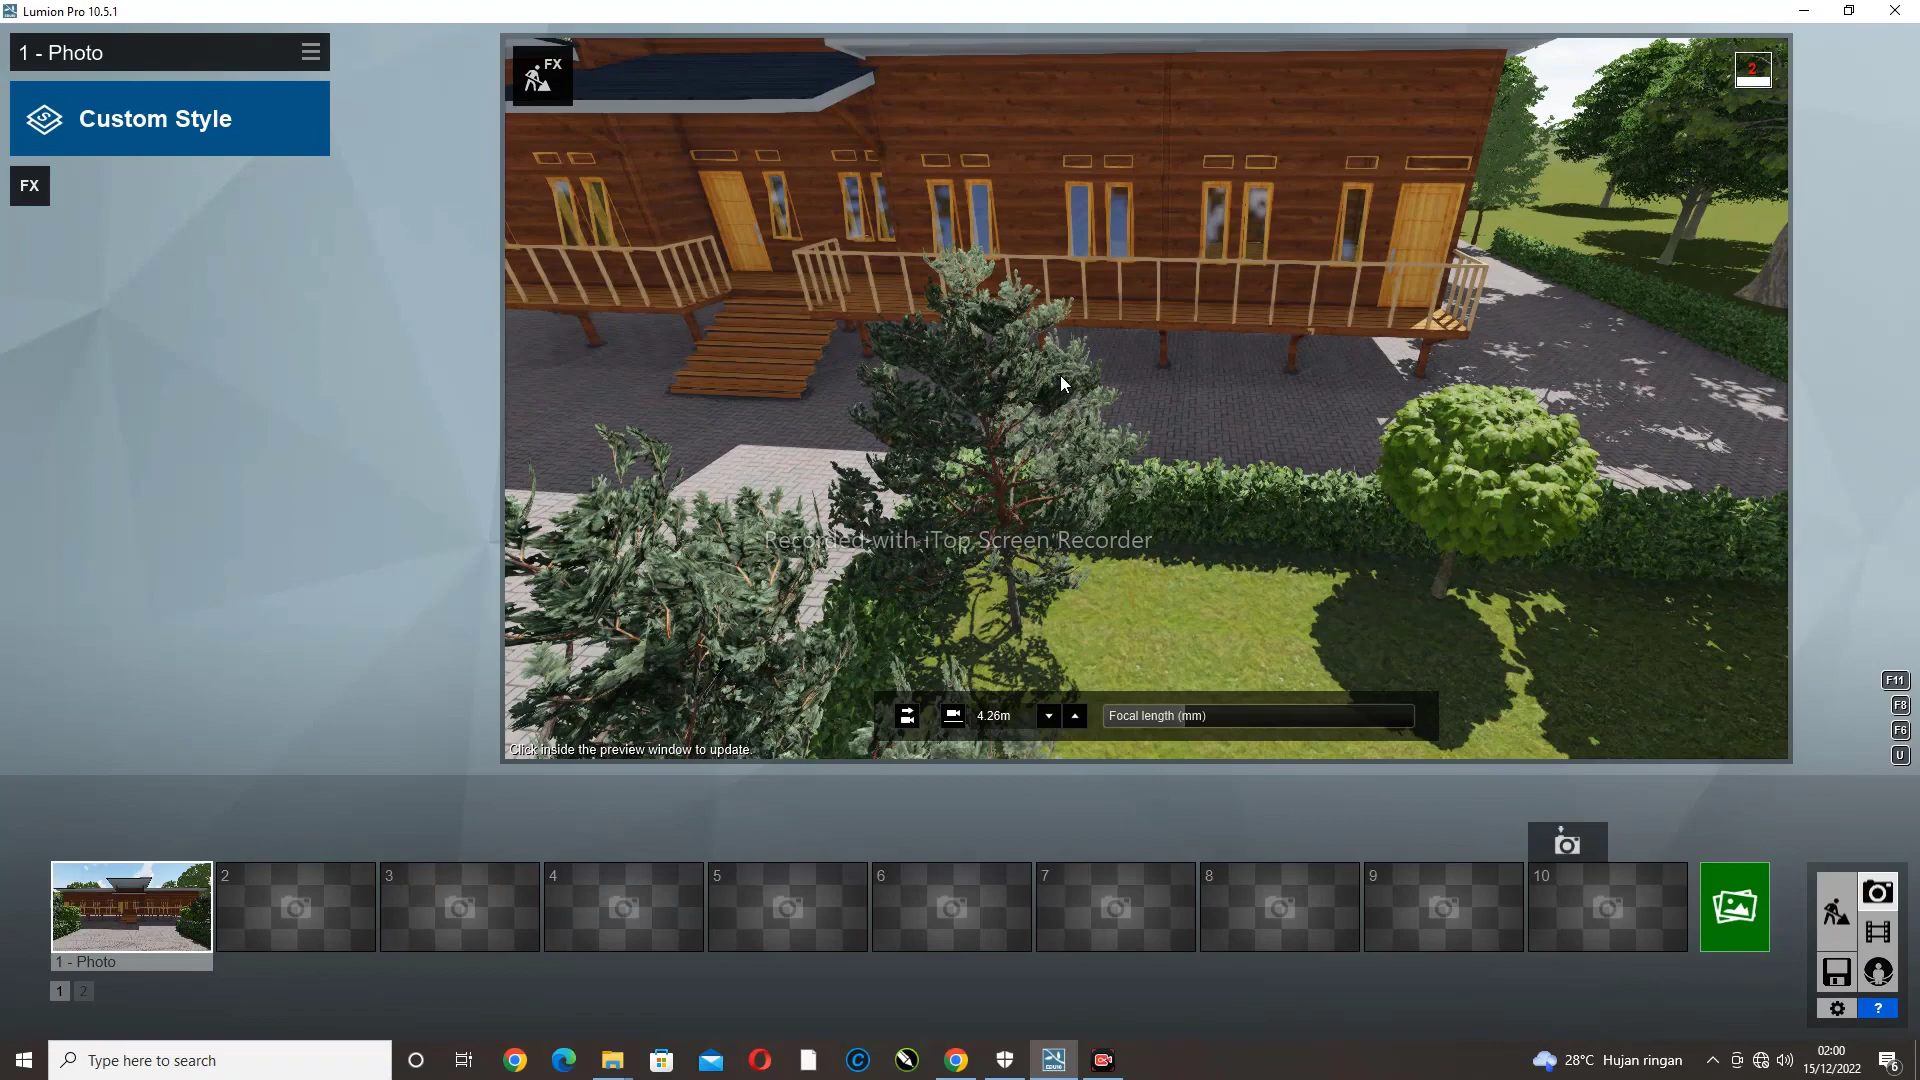 Lumion Pro 10.5.1
1 - Photo
Custom Style
FX
FX
2
Recorded with iTop Screen Recorder
4.26m
Focal length (mm)
Click inside the preview window to update.
F11
F8
F6
U
2
3
4
5
6
7
8
9
10
1 - Photo
1
2
?
Type here to search
28°C Hujan ringan
02:00
15/12/2022
6